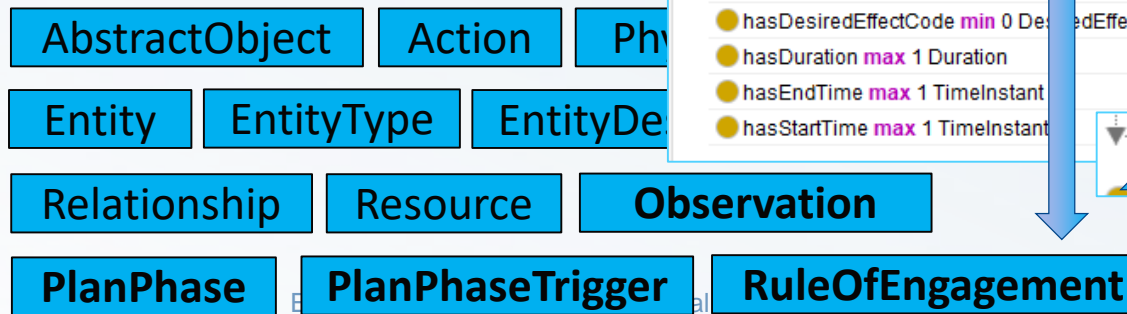 hasDesiredEffectCode min 0 De
AbstractObject Action
hasDuration max 1 Duration
hasEndTime max 1 TimeInstant
Entity EntityType
hasStartTime max 1 TimeInstant
Relationship Resource Observation
PlanPhase PlanPhaseTrigger RuleOfEngagement